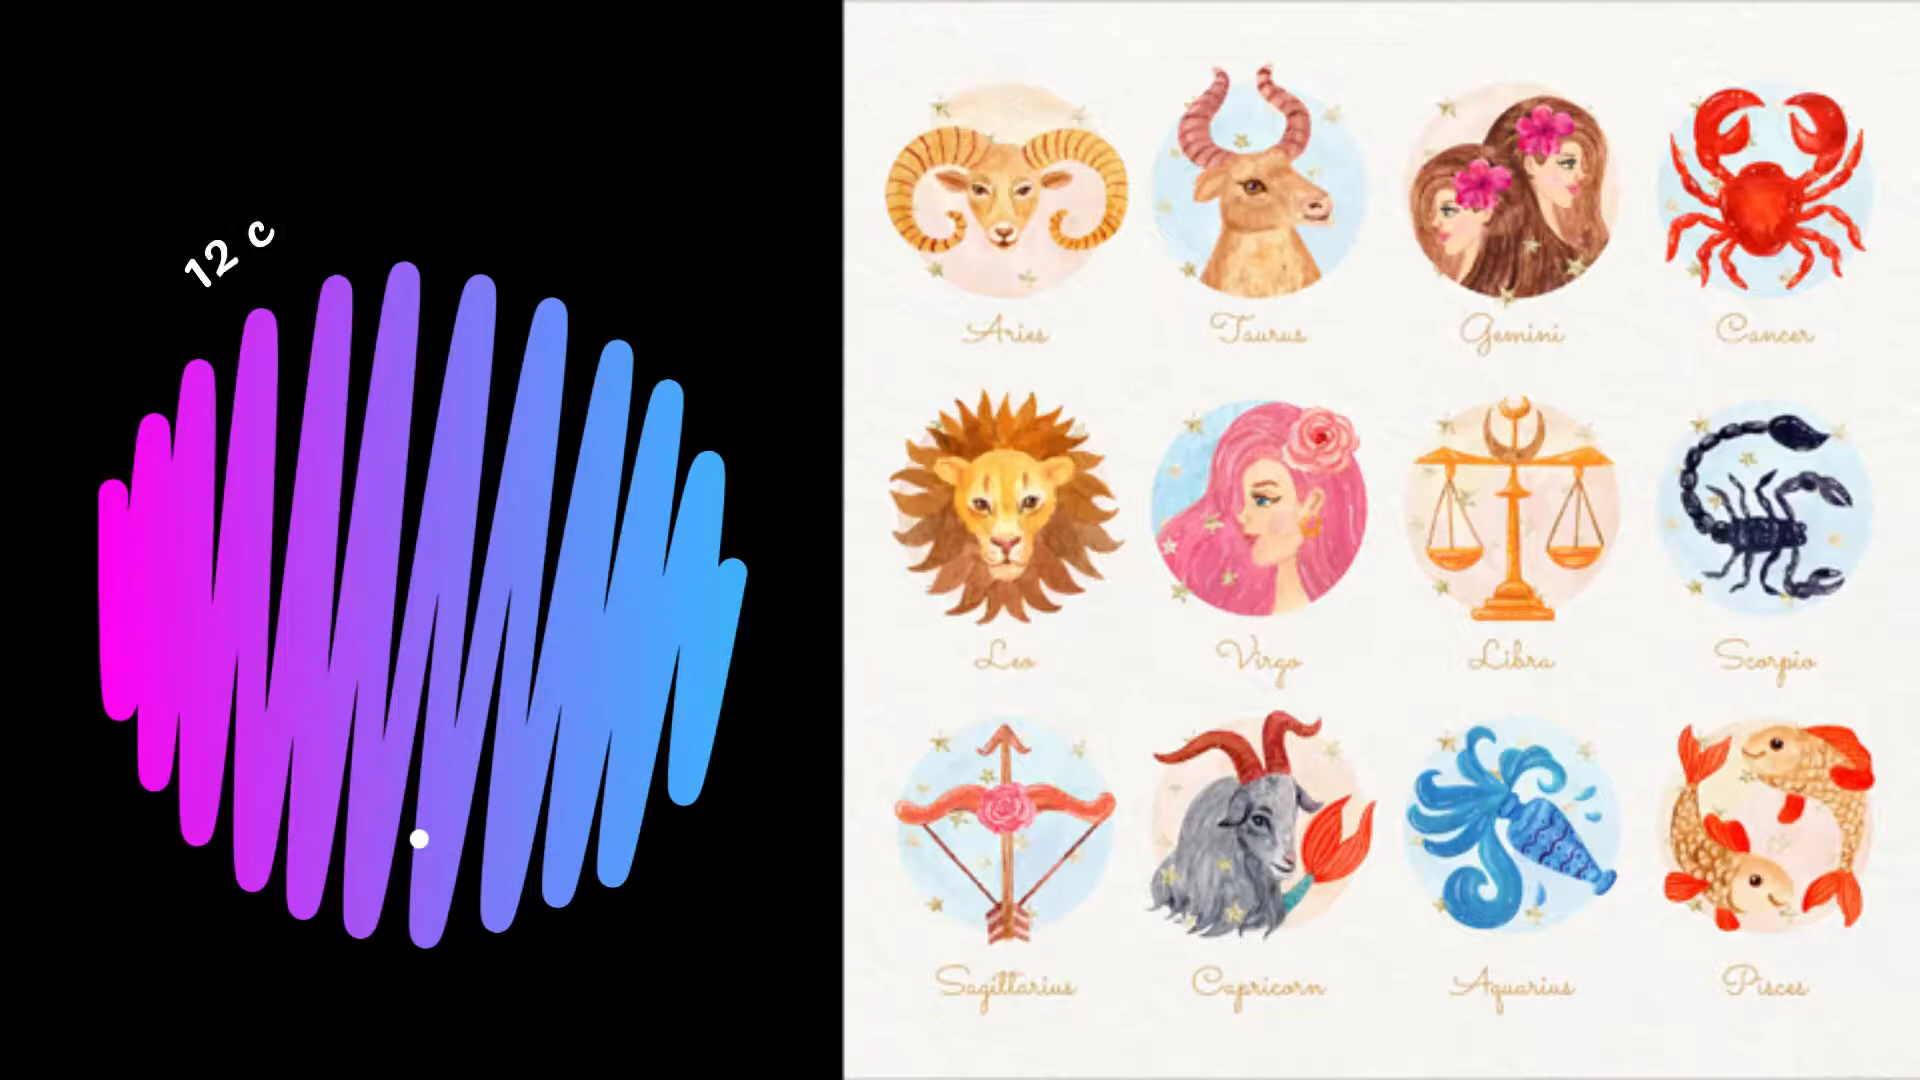 12 c
Aries
Taurus
Gemini
Cancer
Leo
Virgo
Libra
Scorpio
Sagittarius
Capricorn
Aquarius
Pisces